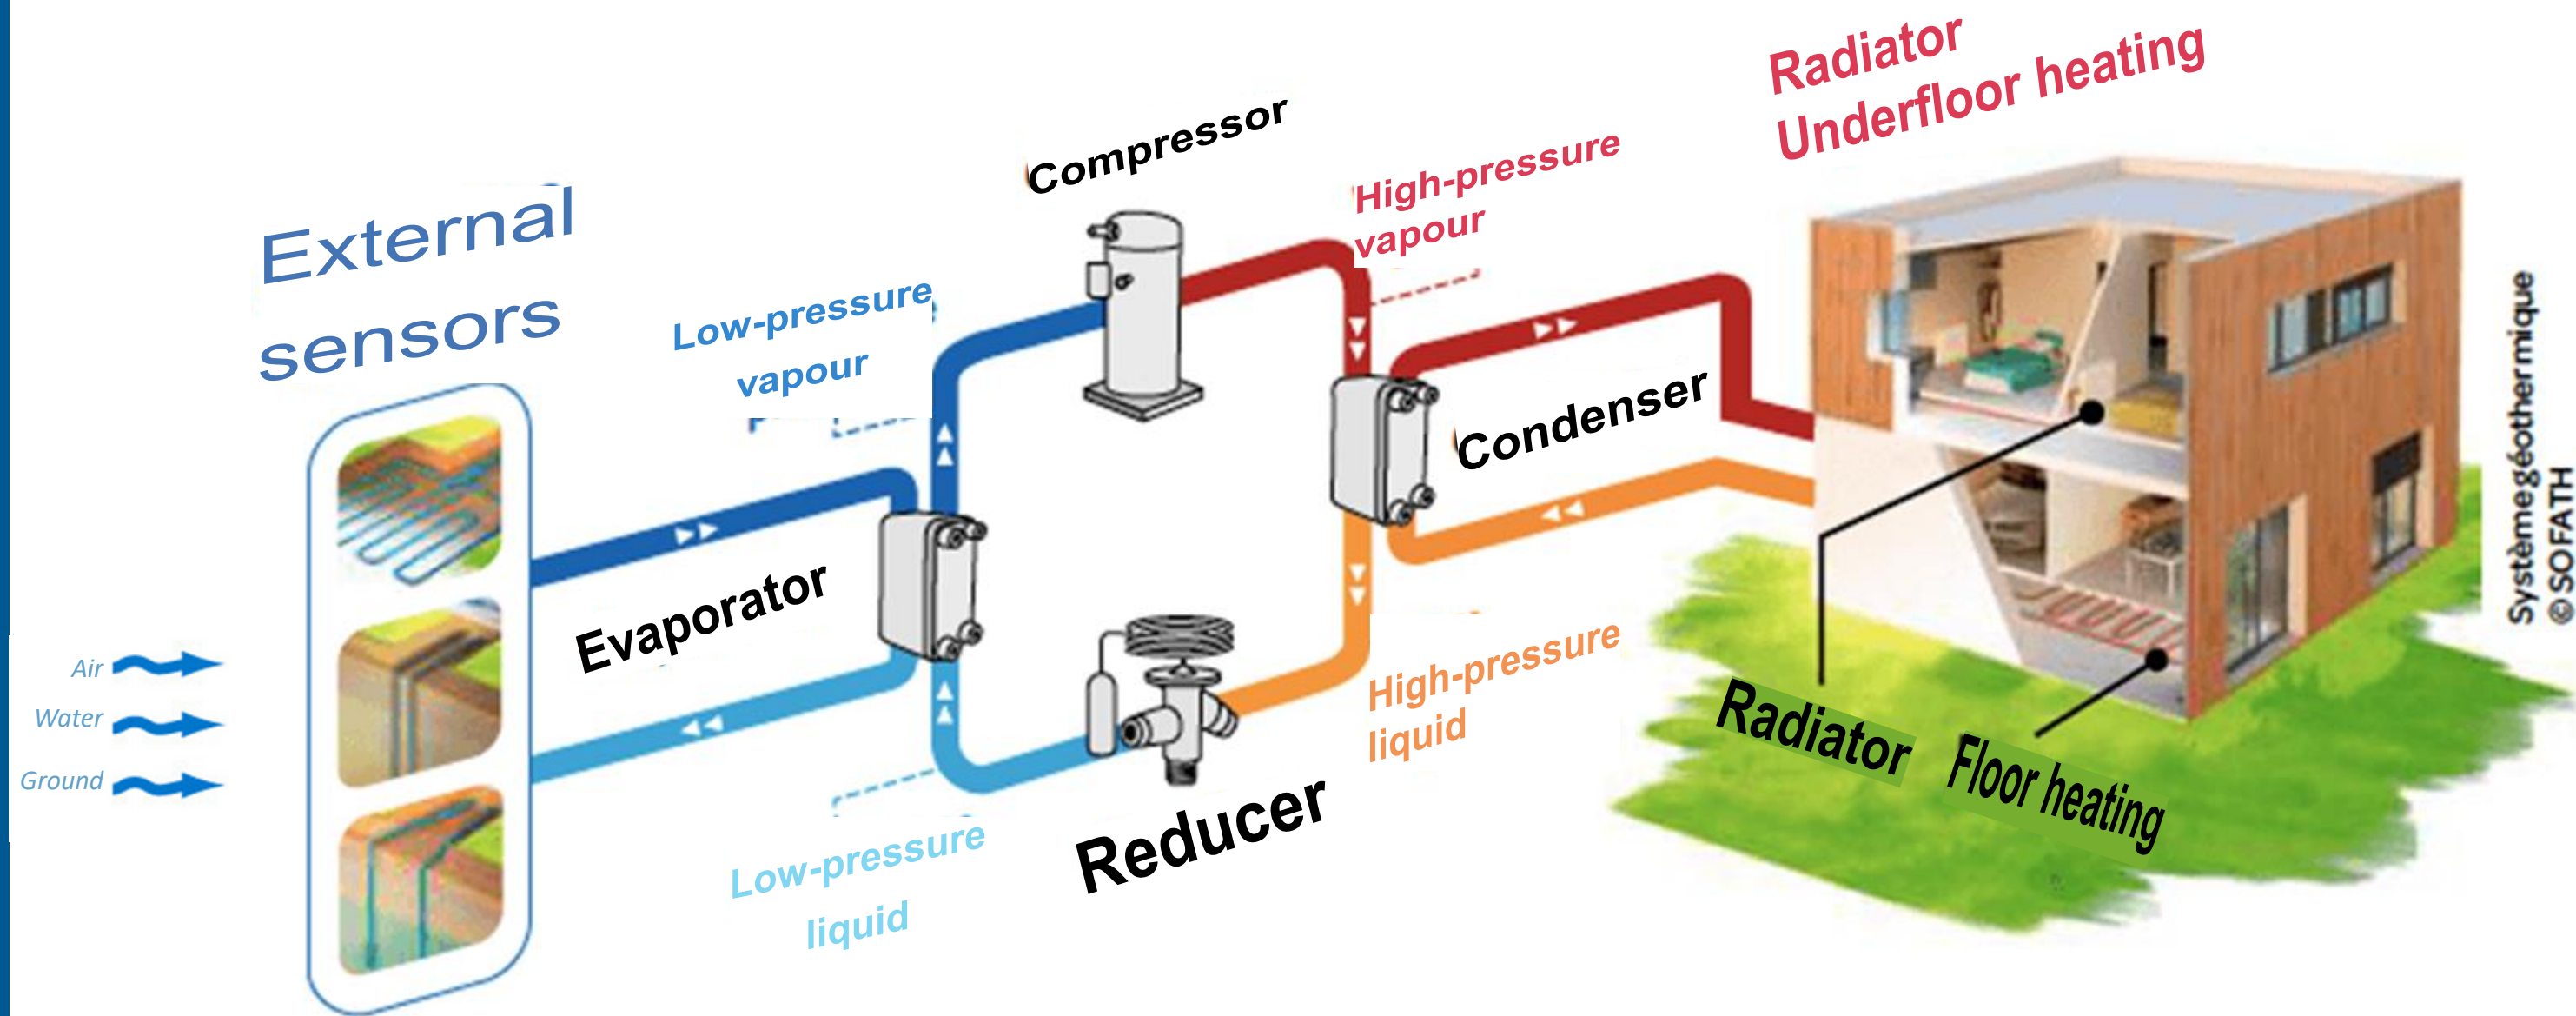 Radiator
Underfloor heating
Compressor
High-pressure
vapour
External
sensors
Low-pressure
vapour
Condenser
Evaporator
Air
Water
Ground
High-pressure
liquid
Radiator
Floor heating
Reducer
Low-pressure
liquid
Systèmegéothermique
© SOFATH